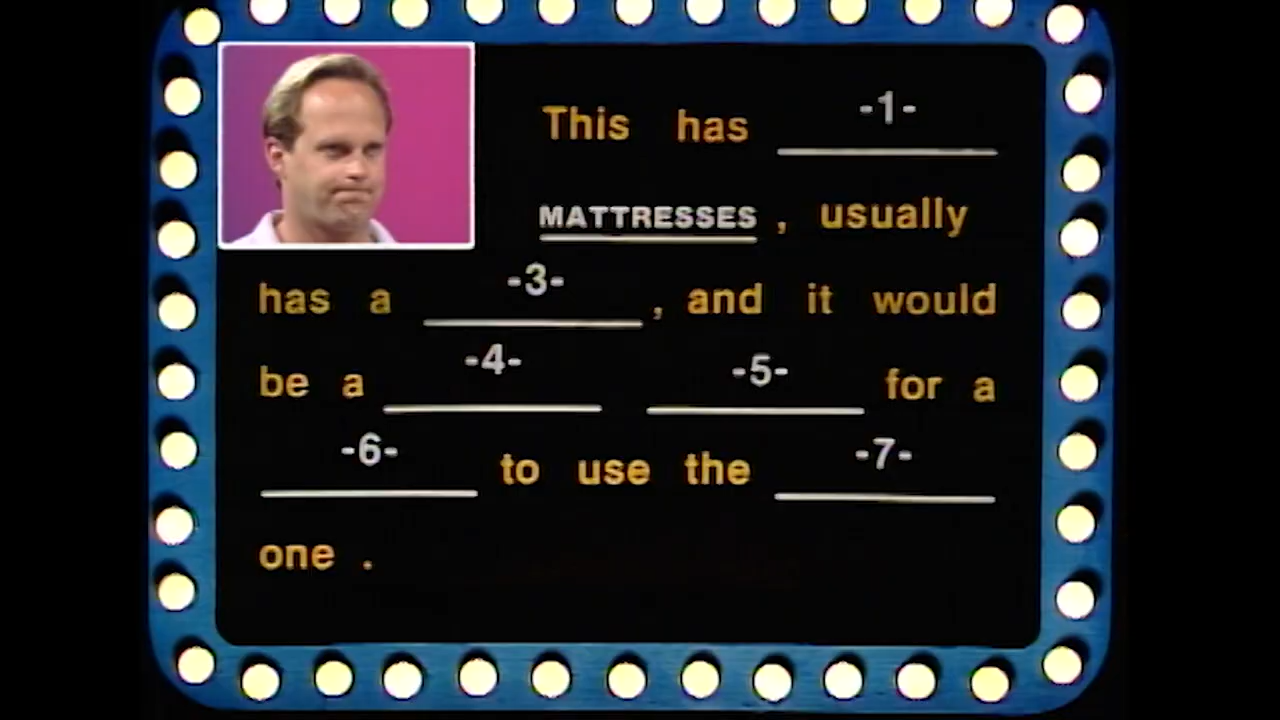 This has -1-
MATTRESSES , usually
has a -3- , and it would
be a -4- -5- for a
-6- to use the -7-
one .